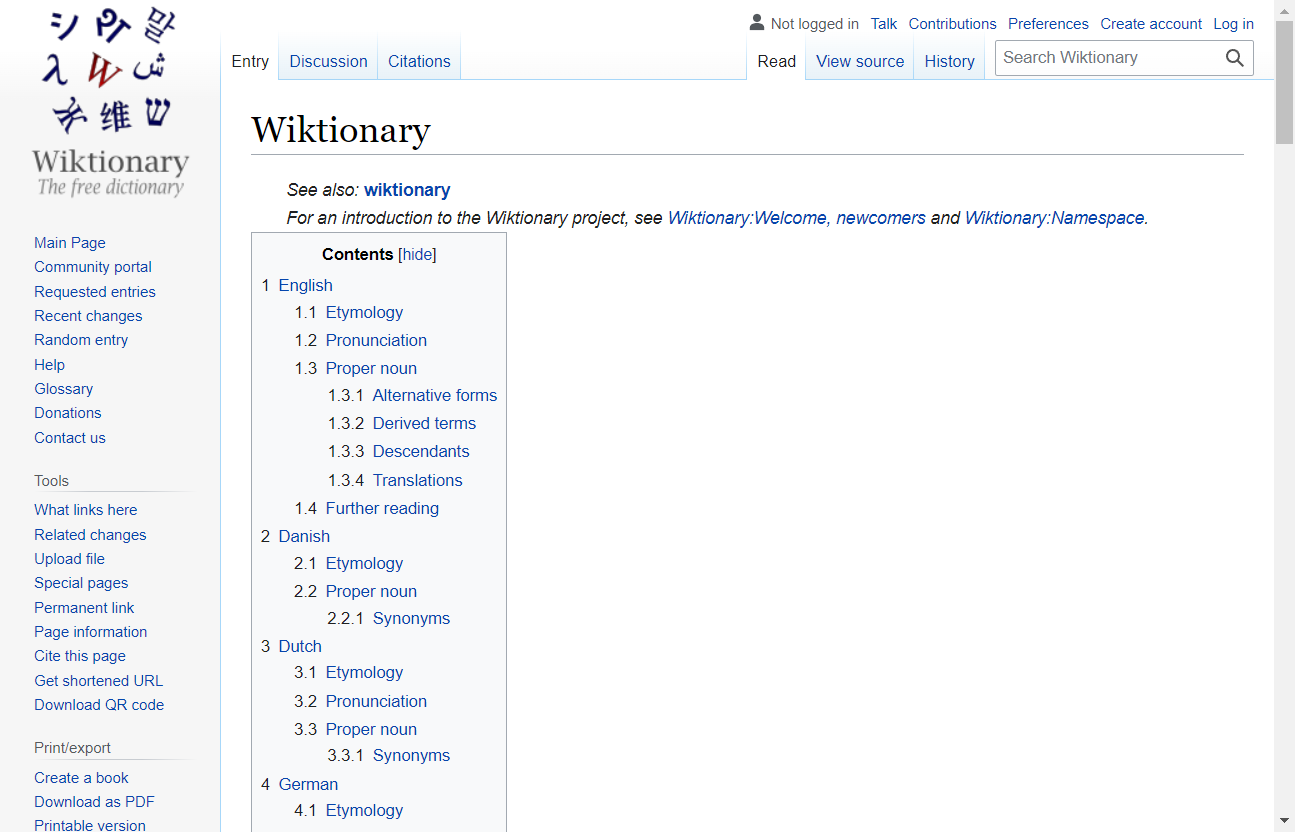 Not logged in Talk Contributions Preferences Create account Log in
Entry Discussion Citations Read View source History Search Wiktionary
シ
말
λ W ش
维 ש
Wiktionary
The free dictionary
Main Page
Community portal
Requested entries
Recent changes
Random entry
Help
Glossary
Donations
Contact us
Tools
What links here
Related changes
Upload file
Special pages
Permanent link
Page information
Cite this page
Get shortened URL
Download QR code
Print/export
Create a book
Download as PDF
Printable version
Wiktionary
See also: wiktionary
For an introduction to the Wiktionary project, see Wiktionary:Welcome, newcomers and Wiktionary:Namespace.
Contents [hide]
1 English
1.1 Etymology
1.2 Pronunciation
1.3 Proper noun
1.3.1 Alternative forms
1.3.2 Derived terms
1.3.3 Descendants
1.3.4 Translations
1.4 Further reading
2 Danish
2.1 Etymology
2.2 Proper noun
2.2.1 Synonyms
3 Dutch
3.1 Etymology
3.2 Pronunciation
3.3 Proper noun
3.3.1 Synonyms
4 German
4.1 Etymology